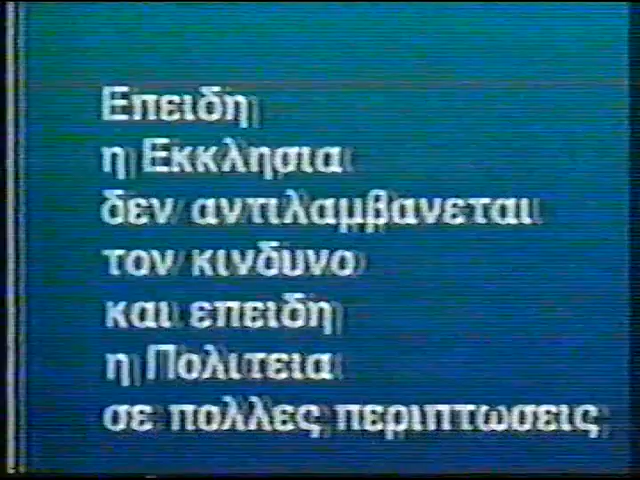 Επειδη
η Εκκλησια
δεν αντιλαμβανεται
τον κινδυνο
και επειδη
η Πολιτεια
σε πολλες περιπτωσεις